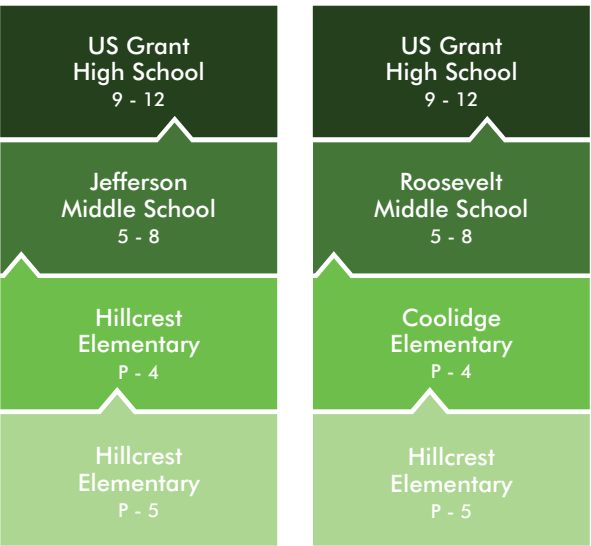 US Grant
High School
9 - 12
Jefferson
Middle School
5 - 8
Hillcrest
Elementary
P - 4
Hillcrest
Elementary
P - 5
US Grant
High School
9 - 12
Roosevelt
Middle School
5 - 8
Coolidge
Elementary
P - 4
Hillcrest
Elementary
P - 5